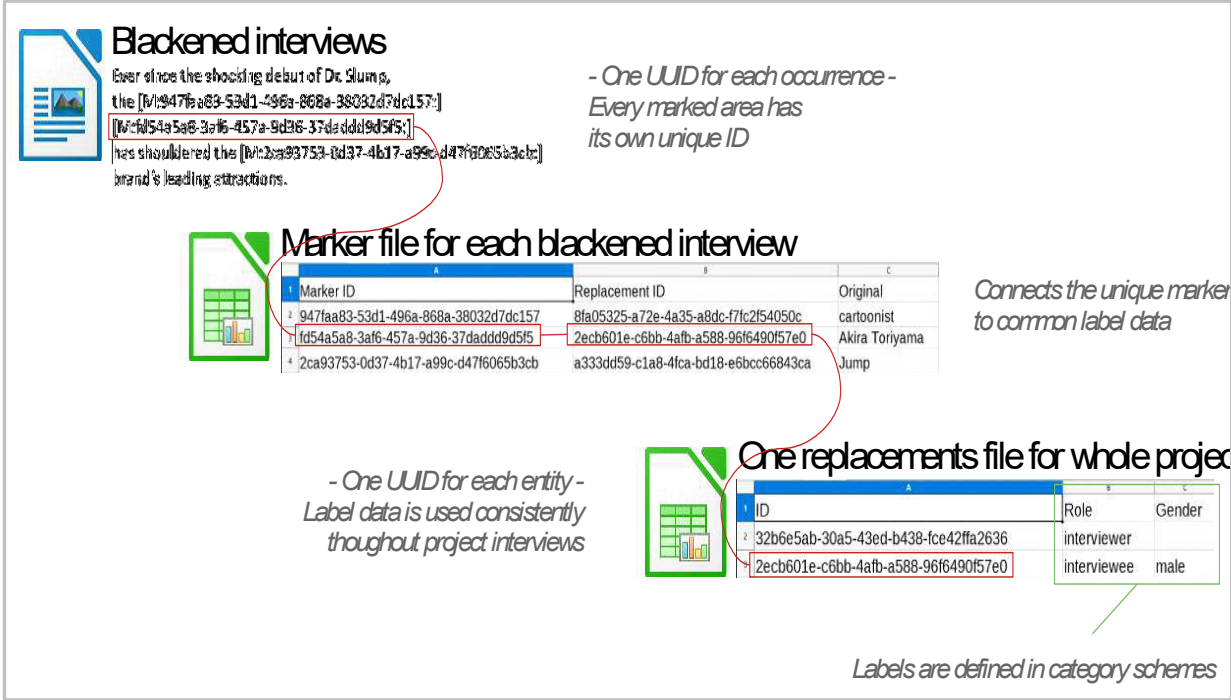 Blackened interviews
Ever since the shocking debut of Dr. Slump,
the [M:947faa83-53d1-496a-868a-38032d7dc157:]
[M:fd54a5a8-3af6-457a-9d36-37daddd9d5f5:]
has shouldered the [M:2ca93753-0d37-4b17-a99c-d47f6065b3cb:]
brand's leading attractions.
- One UUID for each occurrence -
Every marked area has
its own unique ID
Marker file for each blackened interview
A B C
1 Marker ID Replacement ID Original
2 947faa83-53d1-496a-868a-38032d7dc157 8fa05325-a72e-4a35-a8dc-f7fc2f54050c cartoonist
3 fd54a5a8-3af6-457a-9d36-37daddd9d5f5 2ecb601e-c6bb-4afb-a588-96f6490f57e0 Akira Toriyama
4 2ca93753-0d37-4b17-a99c-d47f6065b3cb a333dd59-c1a8-4fca-bd18-e6bcc66843ca Jump
Connects the unique marker
to common label data
One replacements file for whole projec
A B C
1 ID Role Gender
2 32b6e5ab-30a5-43ed-b438-fce42ffa2636 interviewer
3 2ecb601e-c6bb-4afb-a588-96f6490f57e0 interviewee male
- One UUID for each entity -
Label data is used consistently
thoughout project interviews
Labels are defined in category schemes